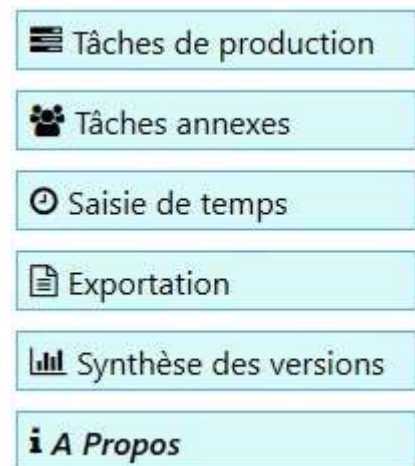 Tâches de production
Tâches annexes
Saisie de temps
Exportation
Synthèse des versions
A Propos